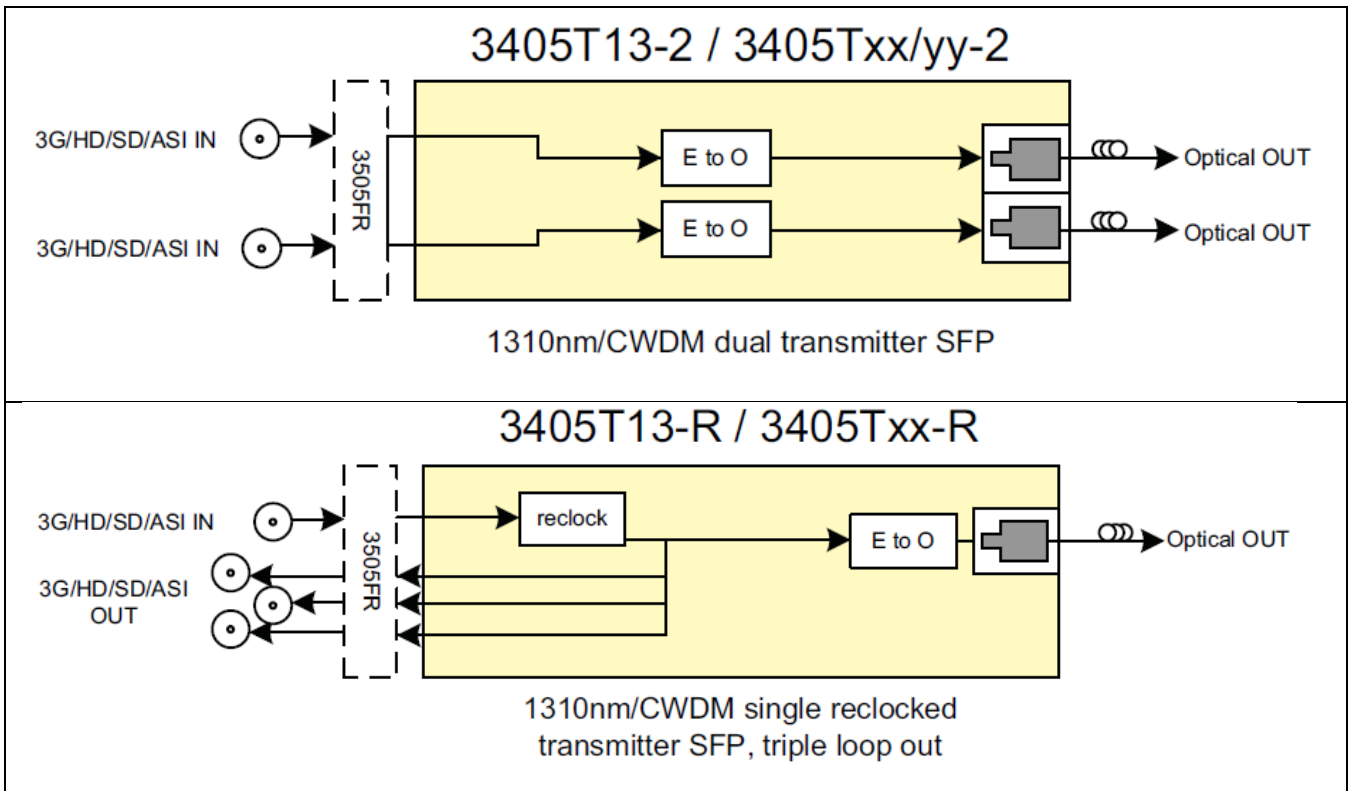 3405T13-2 / 3405Txx/yy-2
3G/HD/SD/ASI IN
3505FR
E to O
Optical OUT
3G/HD/SD/ASI IN
E to O
Optical OUT
1310nm/CWDM dual transmitter SFP
3405T13-R / 3405Txx-R
3G/HD/SD/ASI IN
3505FR
reclock
E to O
Optical OUT
3G/HD/SD/ASI
OUT
1310nm/CWDM single reclocked
transmitter SFP, triple loop out